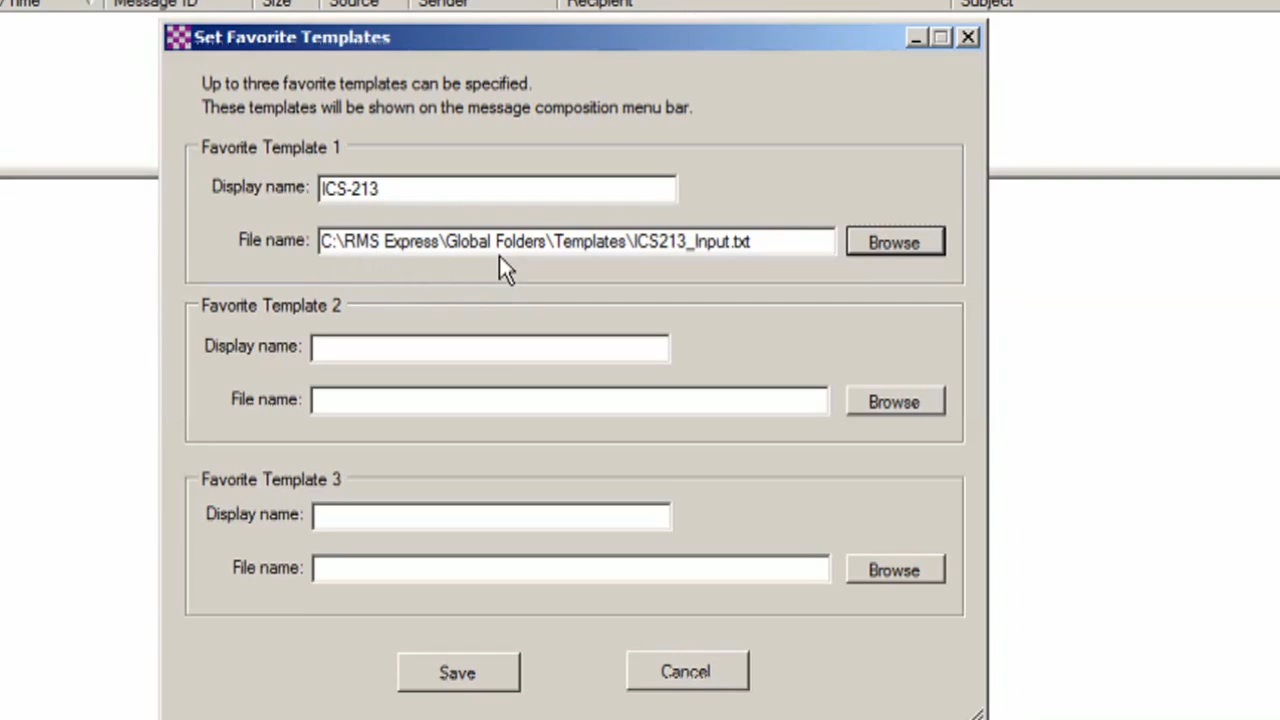 /Time Message ID Size Source Sender Recipient Subject
Set Favorite Templates
Up to three favorite templates can be specified.
These templates will be shown on the message composition menu bar.
Favorite Template 1
Display name: ICS-213
File name: C:\RMS Express\Global Folders\Templates\ICS213_Input.txt Browse
Favorite Template 2
Display name:
File name: Browse
Favorite Template 3
Display name:
File name: Browse
Save Cancel